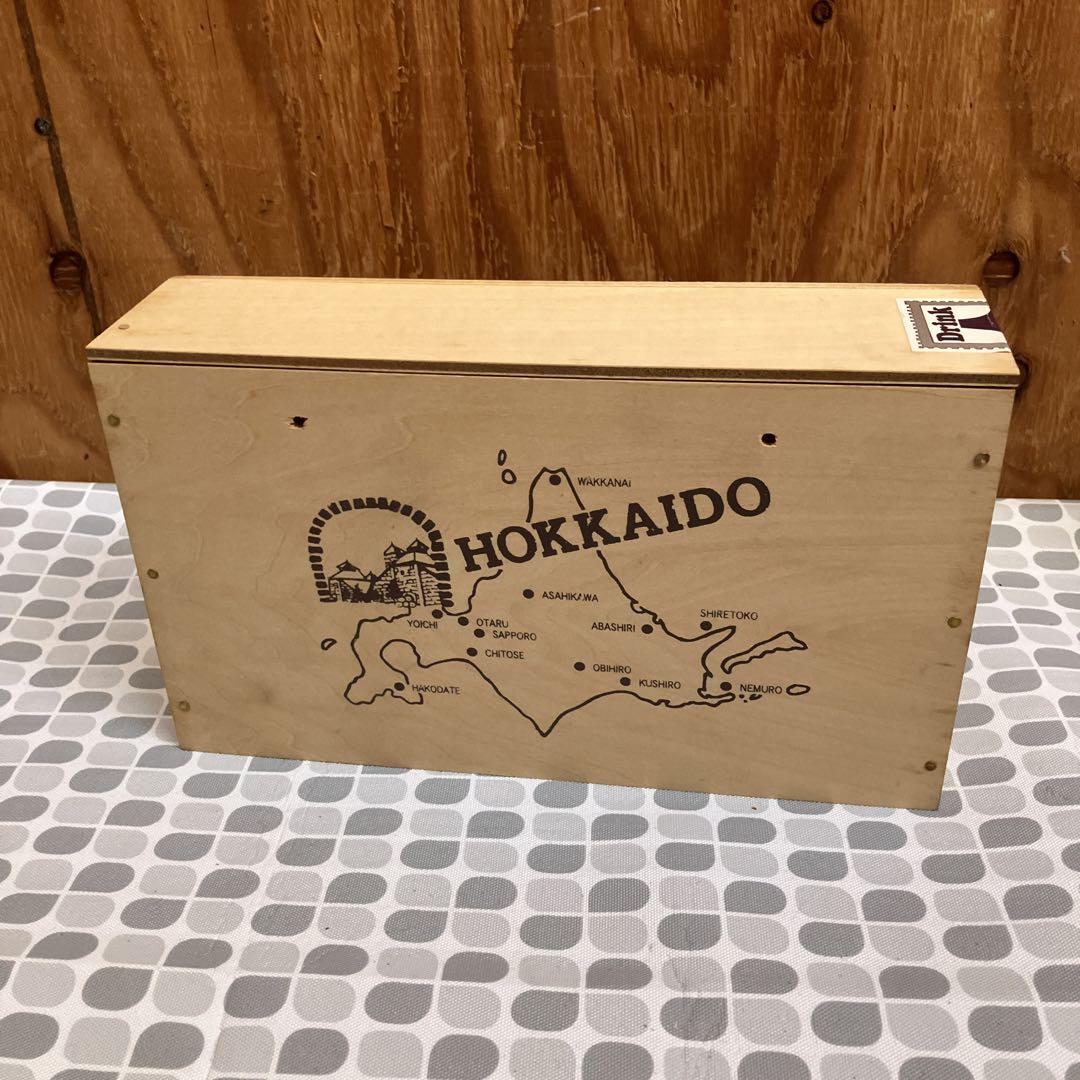 Drink
WAKKANAI
HOKKAIDO
ASAHIKAWA
SHIRETOKO
YOICHI
OTARU
ABASHIRI
SAPPORO
CHITOSE
OBIHIRO
KUSHIRO
NEMURO
HAKODATE